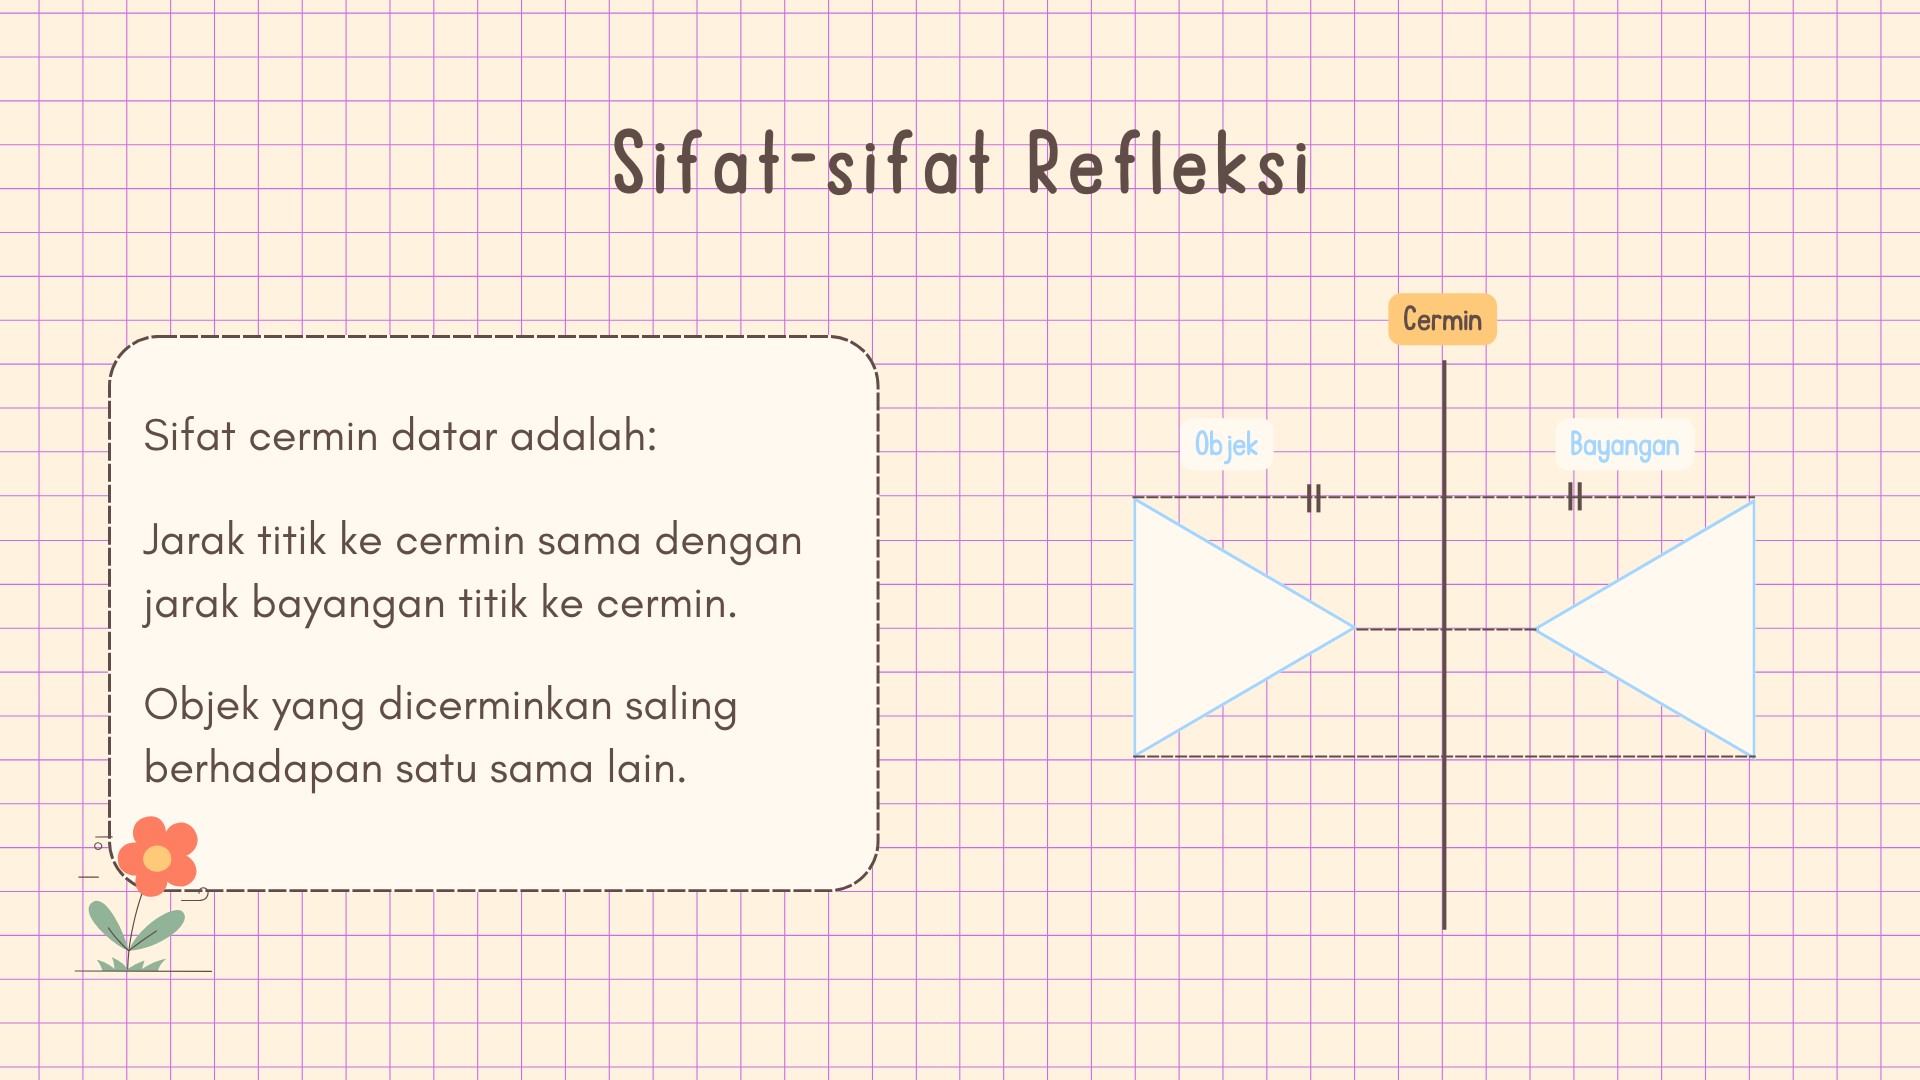 Sifat-sifat Refleksi
Sifat cermin datar adalah:
Jarak titik ke cermin sama dengan
jarak bayangan titik ke cermin.
Objek yang dicerminkan saling
berhadapan satu sama lain.
Cermin
Objek
Bayangan